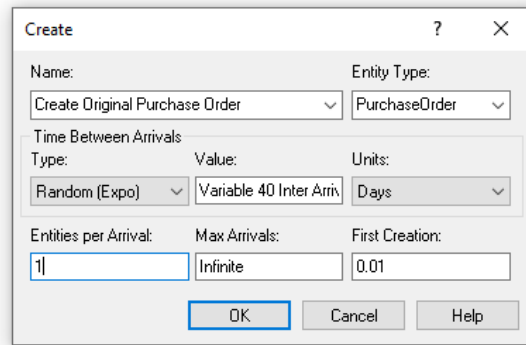 Create ? X
Name: Entity Type:
Create Original Purchase Order PurchaseOrder
Time Between Arrivals
Type: Value: Units:
Random (Expo) Variable 40 Inter Arriv Days
Entities per Arrival: Max Arrivals: First Creation:
1 Infinite 0.01
OK Cancel Help